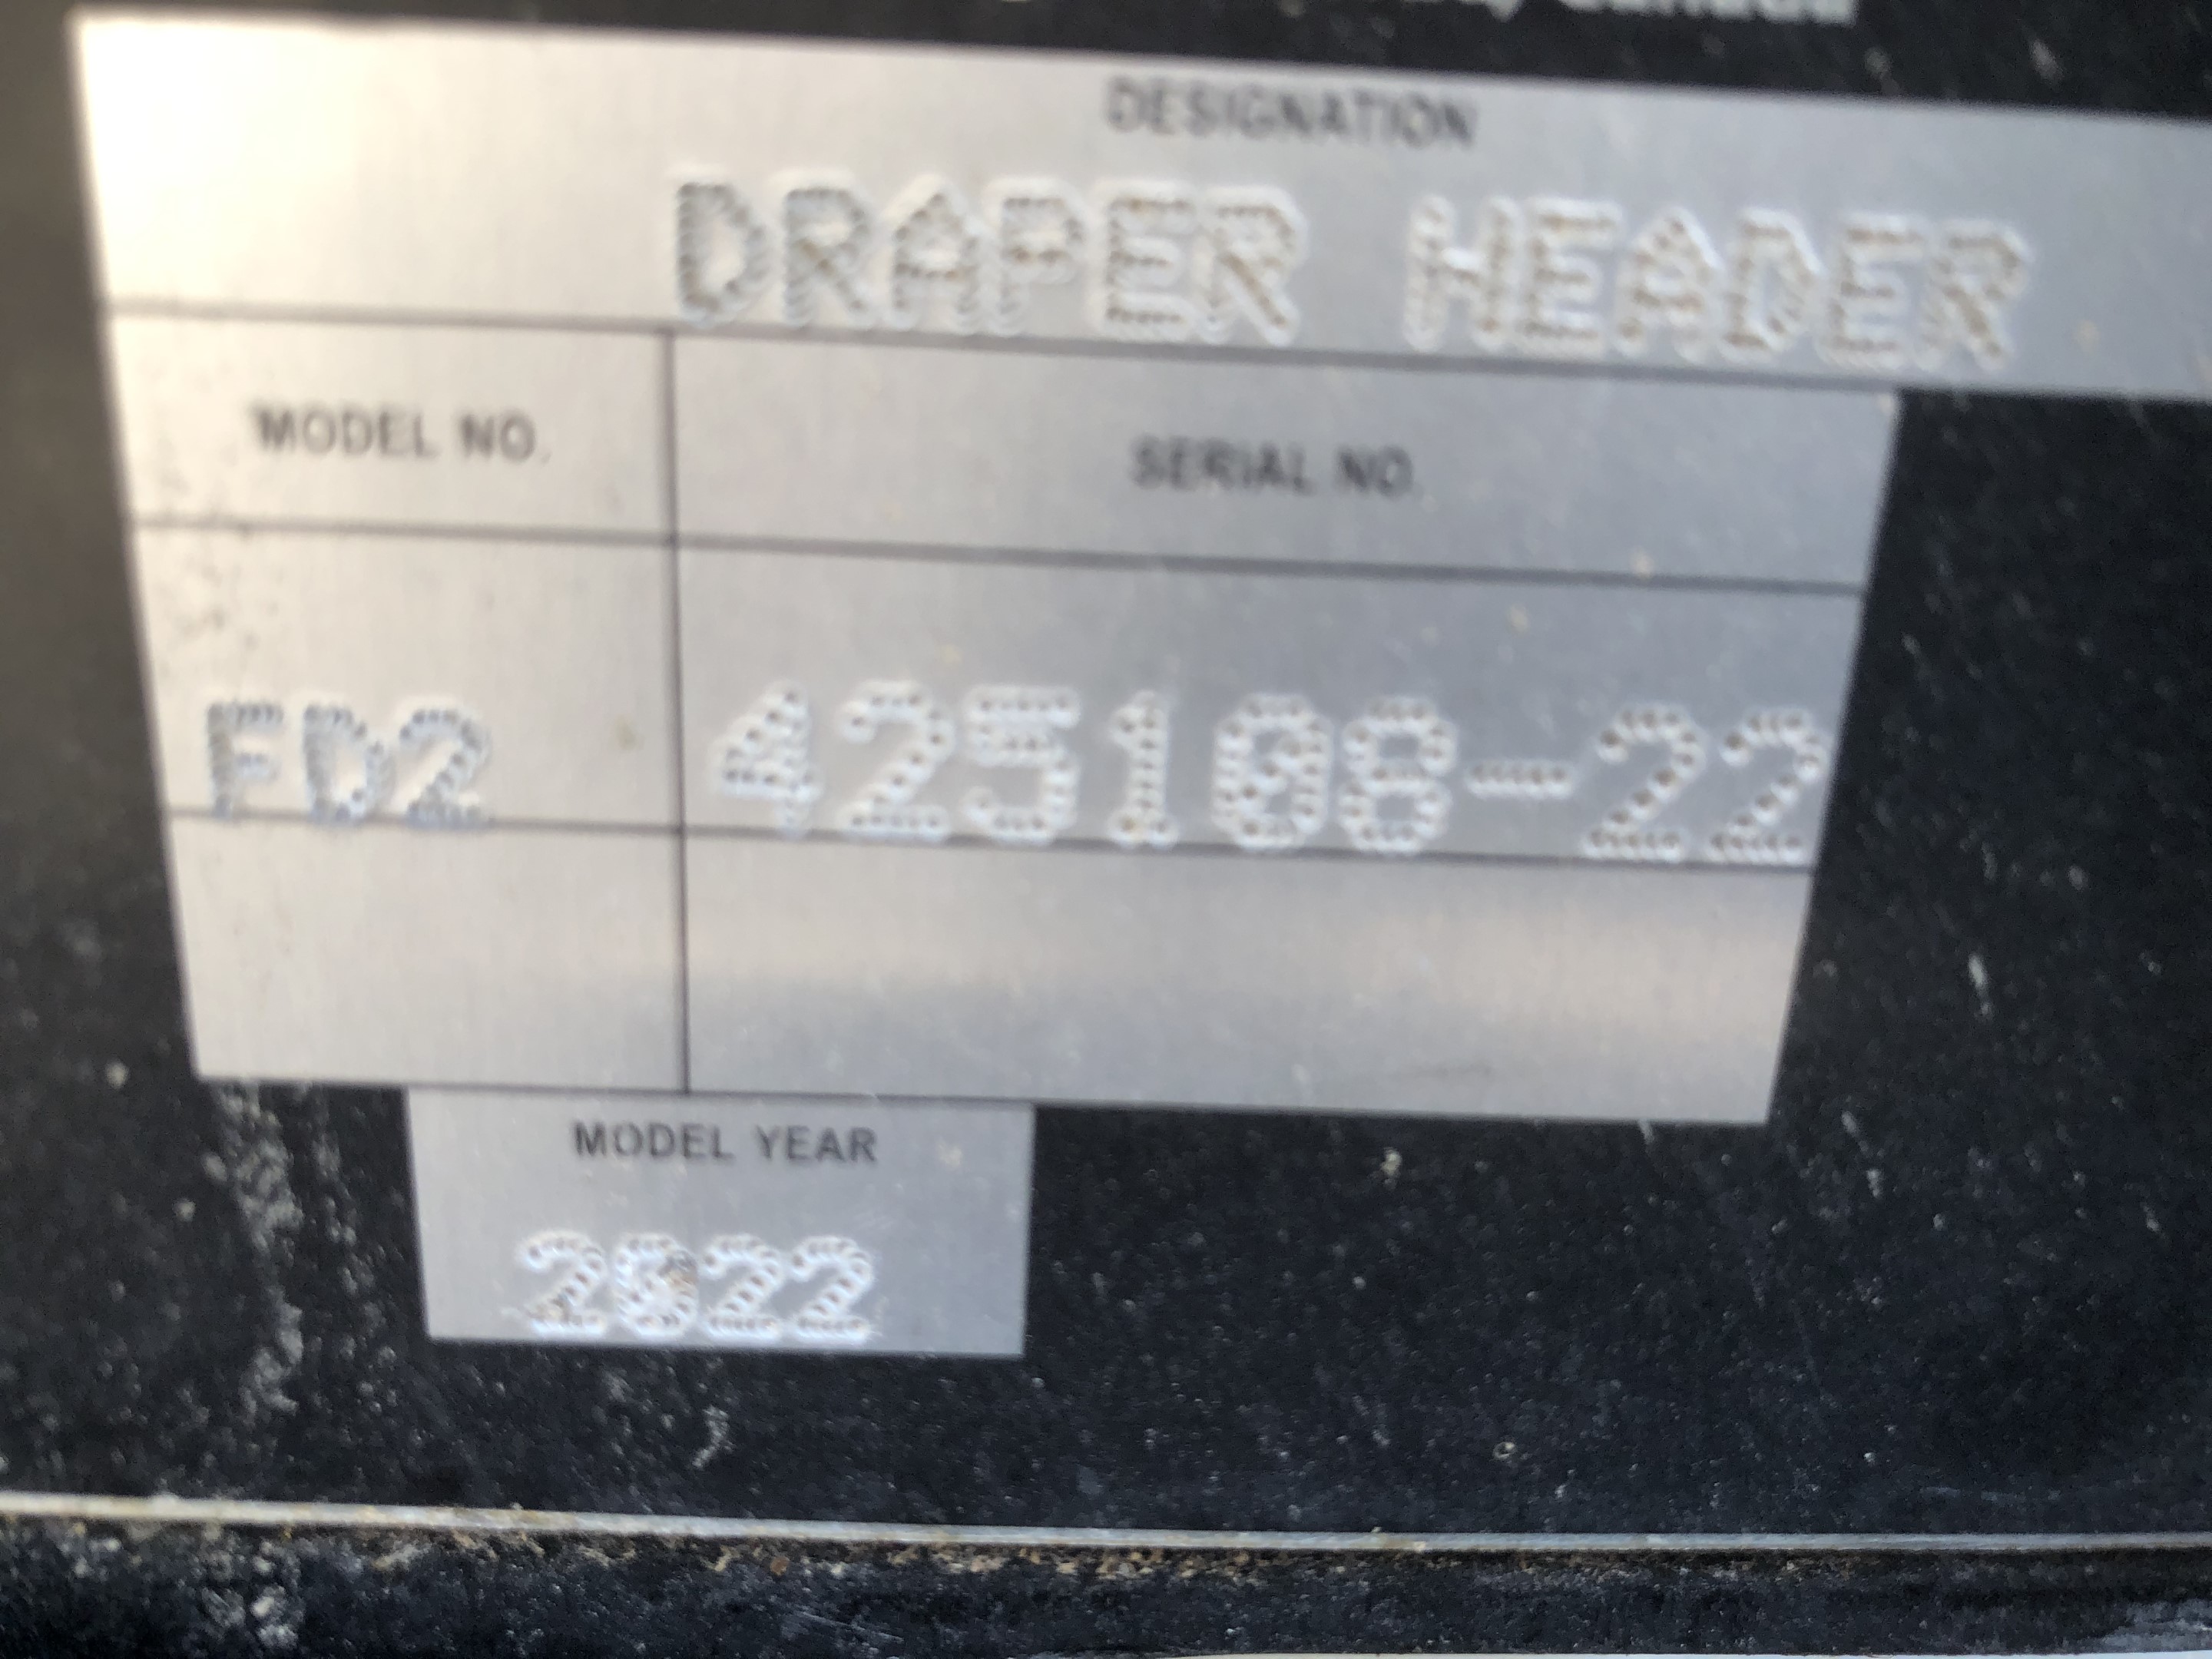 DESIGNATION
DRAPER HEADER
MODEL NO.
SERIAL NO.
FD2
425108-22
MODEL YEAR
2022